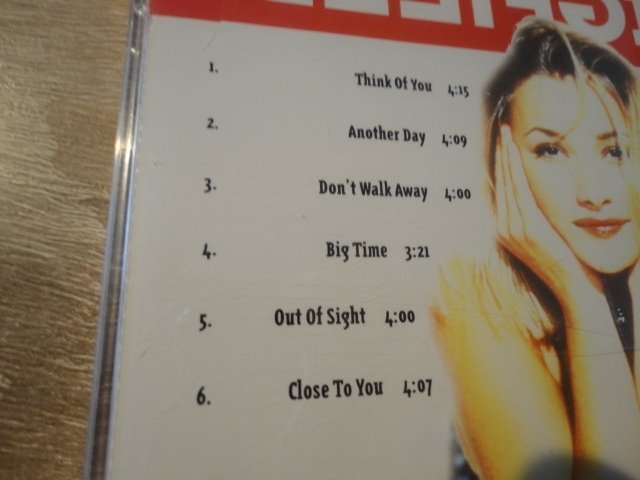 1. Think Of You 4:15
2. Another Day 4:09
3. Don't Walk Away 4:00
4. Big Time 3:21
5. Out Of Sight 4:00
6. Close To You 4:07